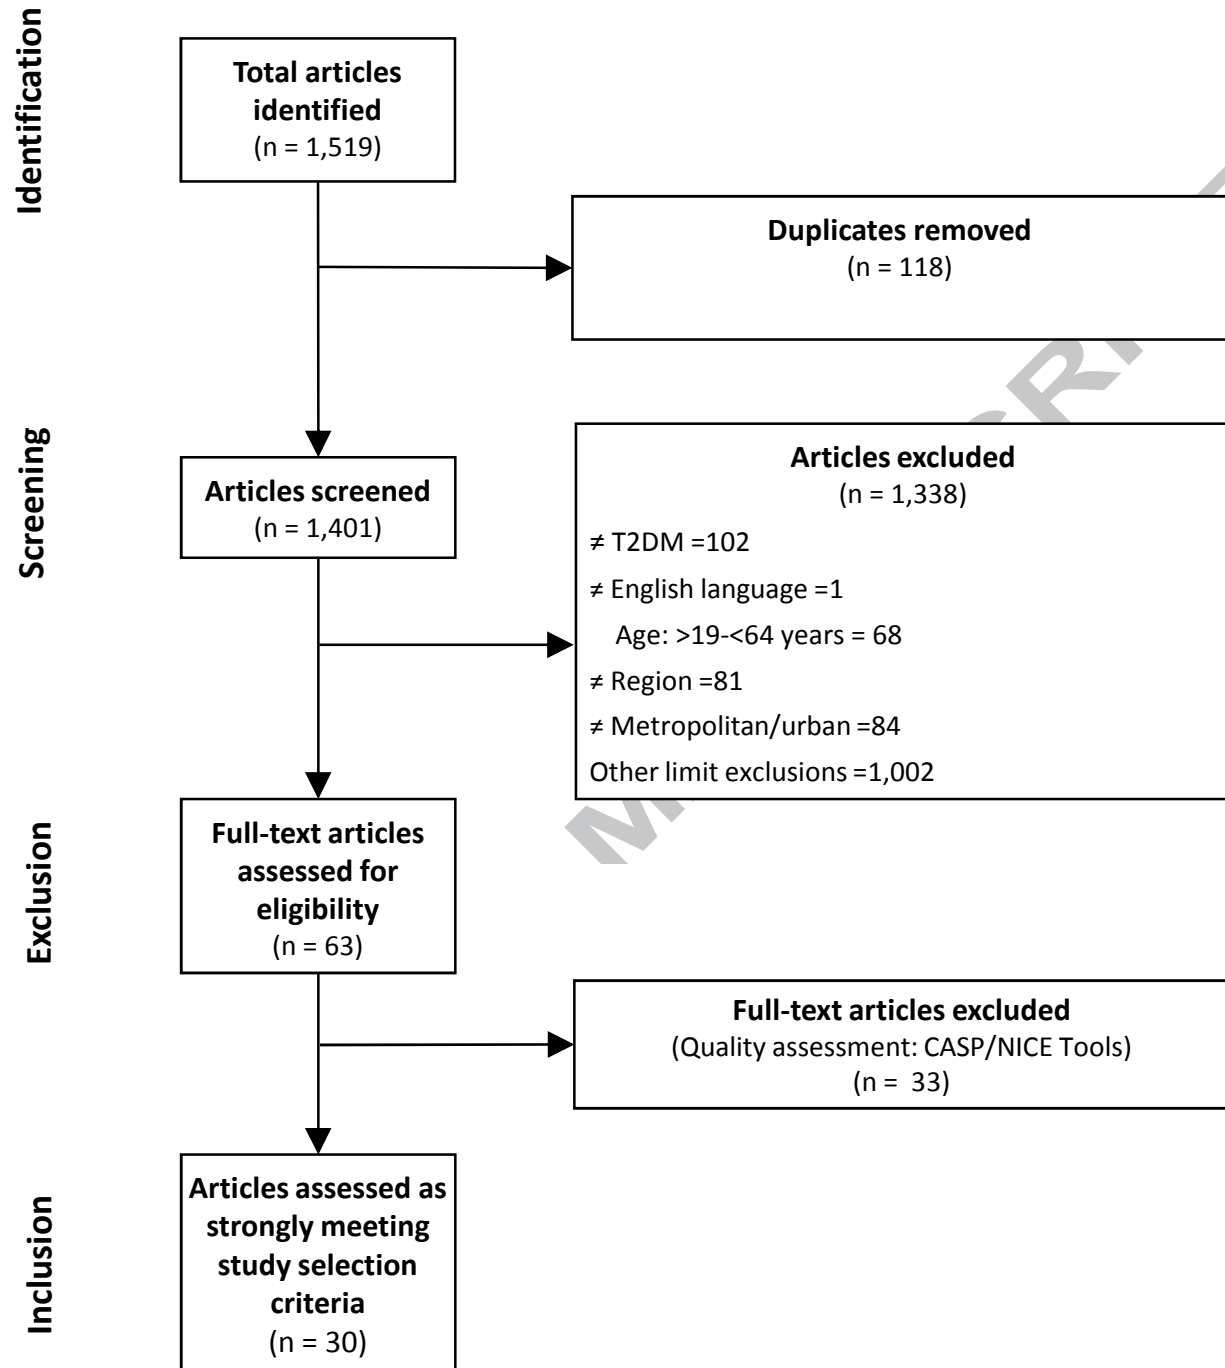 Identification
Total articles
identified
(n = 1,519)
Duplicates removed
(n = 118)
Screening
Articles screened
(n = 1,401)
Articles excluded
(n = 1,338)
≠ T2DM =102
≠ English language =1
Age: >19-<64 years = 68
≠ Region =81
≠ Metropolitan/urban =84
Other limit exclusions =1,002
Exclusion
Full-text articles
assessed for
eligibility
(n = 63)
Full-text articles excluded
(Quality assessment: CASP/NICE Tools)
(n =  33)
Inclusion
Articles assessed as
strongly meeting
study selection
criteria
(n = 30)